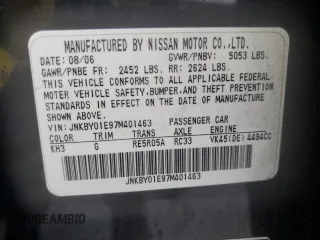 MANUFACTURED BY NISSAN MOTOR CO.,LTD.
08/06 GVWR/PNBV: 5053 LBS.
GAWR/PNBE FR: 2452 LBS. RR: 2624 LBS.
THIS VEHICLE CONFORMS TO ALL APPLICABLE FEDERAL
MOTOR VEHICLE SAFETY, BUMPER, AND THEFT PREVENTION
STANDARDS IN EFFECT ON THE DATE OF MANUFACTURE
SHOWN ABOVE.
VIN: JNKBY01E97M401463 PASSENGER CAR
COLOR TRIM TRANS AXLE ENGINE
KH3 G RE5R05A RC33 VK45(DE) 4494CC
JNKBY01E97M401463